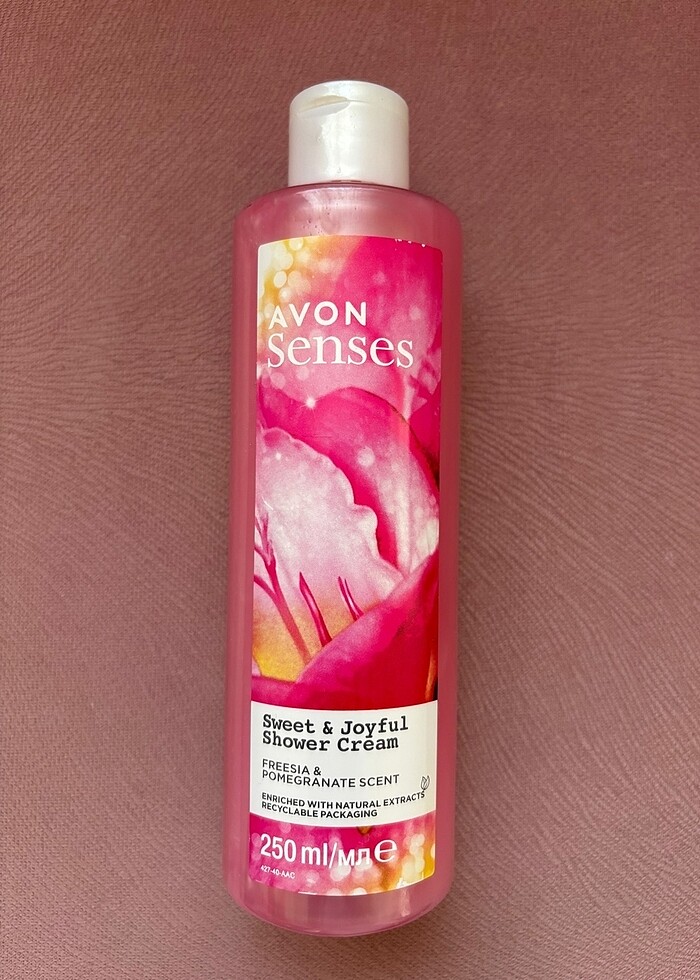 AVON
Senses
Sweet & Joyful
Shower Cream
FREESIA &
POMEGRANATE SCENT
ENRICHED WITH NATURAL EXTRACTS
RECYCLABLE PACKAGING
250 ml/мл ℮
427-40-AAC